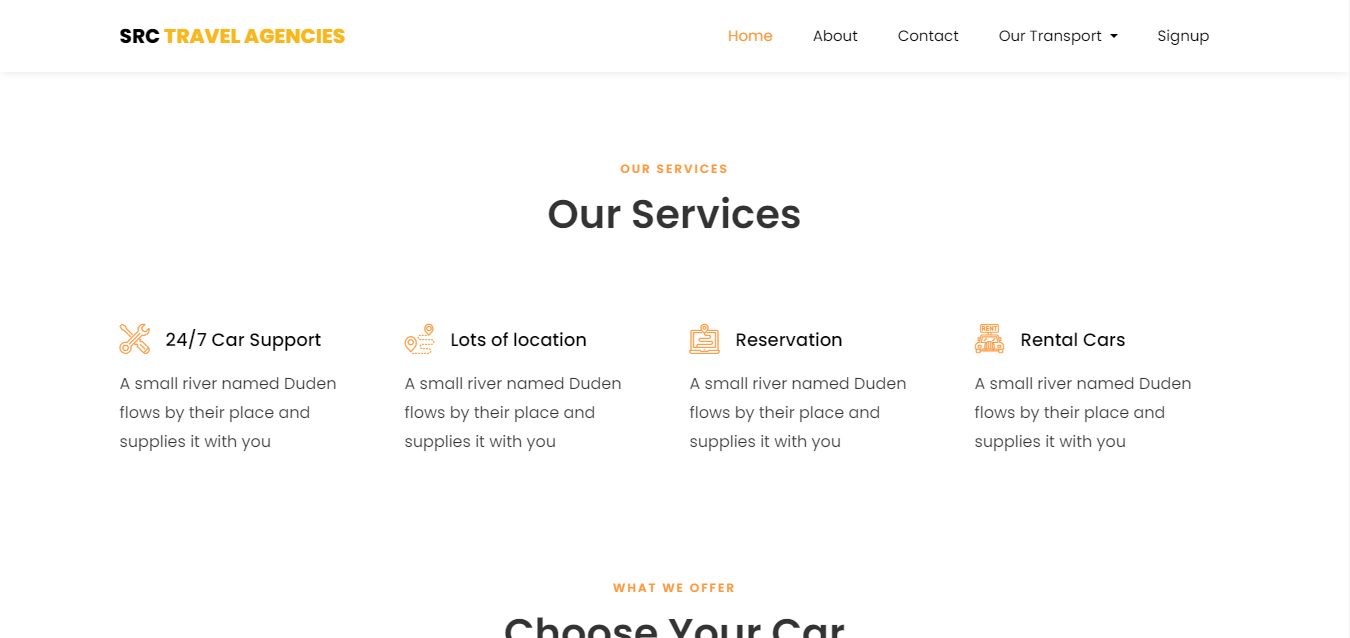 SRC TRAVEL AGENCIES
Home About Contact Our Transport Signup
OUR SERVICES
Our Services
24/7 Car Support
A small river named Duden
flows by their place and
supplies it with you
Lots of location
A small river named Duden
flows by their place and
supplies it with you
Reservation
A small river named Duden
flows by their place and
supplies it with you
RENT
Rental Cars
A small river named Duden
flows by their place and
supplies it with you
WHAT WE OFFER
Choose Your Car